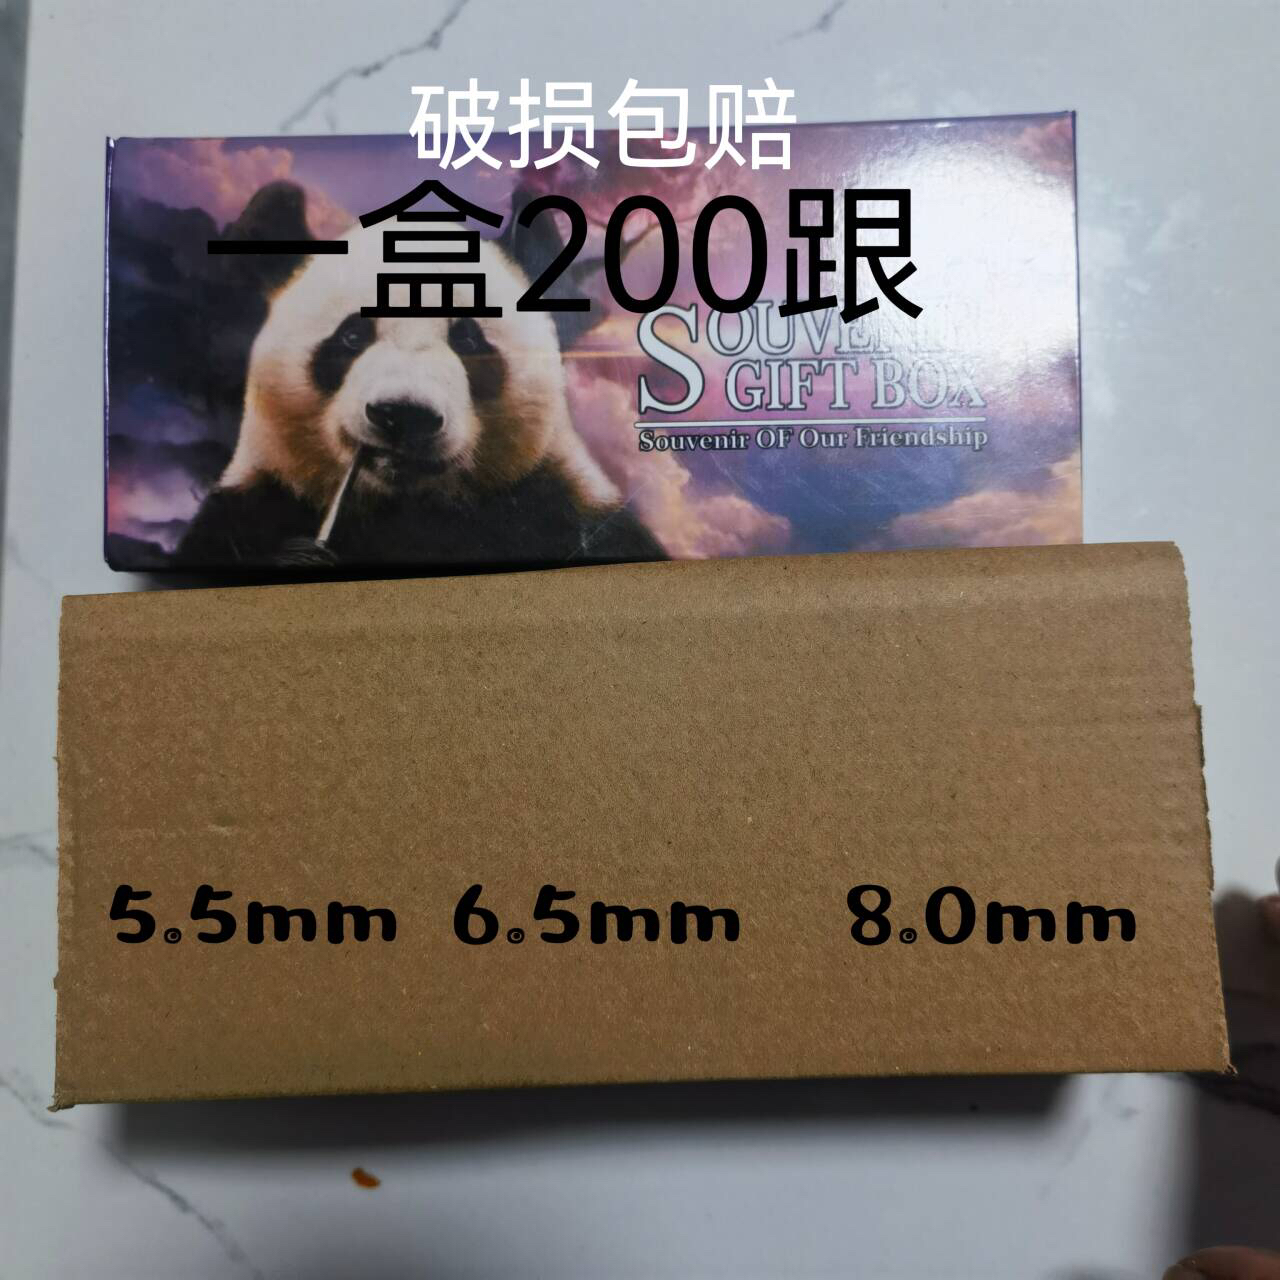 破损包赔
一盒200跟
SOUVENIR
GIFT BOX
Souvenir OF Our Friendship
5.5mm 6.5mm 8.0mm